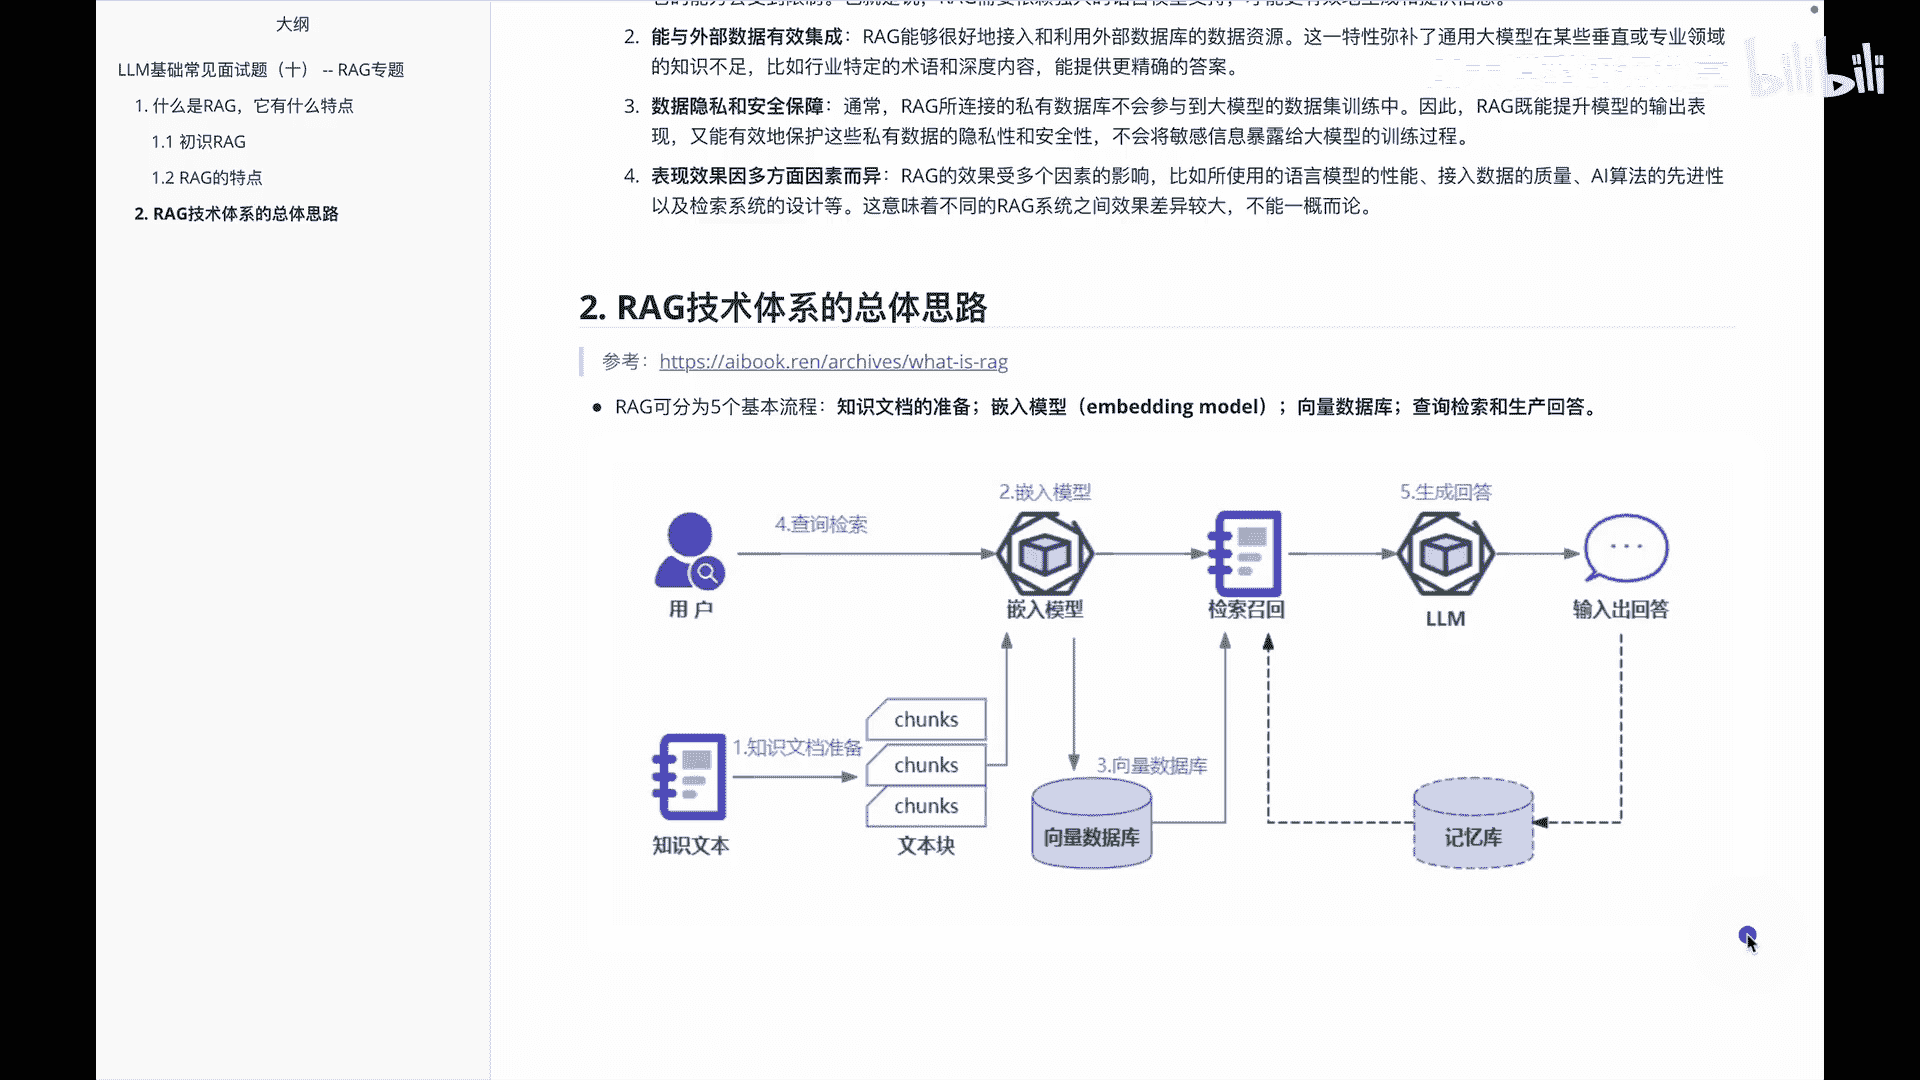 大纲
LLM基础常见面试题（十） -- RAG专题
1. 什么是RAG，它有什么特点
1.1 初识RAG
1.2 RAG的特点
2. RAG技术体系的总体思路
2. 能与外部数据有效集成：RAG能够很好地接入和利用外部数据库的数据资源。这一特性弥补了通用大模型在某些垂直或专业领域
的知识不足，比如行业特定的术语和深度内容，能提供更精确的答案。
bilibili
3. 数据隐私和安全保障：通常，RAG所连接的私有数据库不会参与到大模型的数据集训练中。因此，RAG既能提升模型的输出表
现，又能有效地保护这些私有数据的隐私性和安全性，不会将敏感信息暴露给大模型的训练过程。
4. 表现效果因多方面因素而异：RAG的效果受多个因素的影响，比如所使用的语言模型的性能、接入数据的质量、AI算法的先进性
以及检索系统的设计等。这意味着不同的RAG系统之间效果差异较大，不能一概而论。
2. RAG技术体系的总体思路
参考：https://aibook.ren/archives/what-is-rag
● RAG可分为5个基本流程：知识文档的准备；嵌入模型（embedding model）；向量数据库；查询检索和生产回答。
2.嵌入模型
5.生成回答
4.查询检索
用 户
嵌入模型
检索召回
LLM
输入出回答
chunks
1.知识文档准备
chunks
3.向量数据库
chunks
向量数据库
记忆库
知识文本
文本块